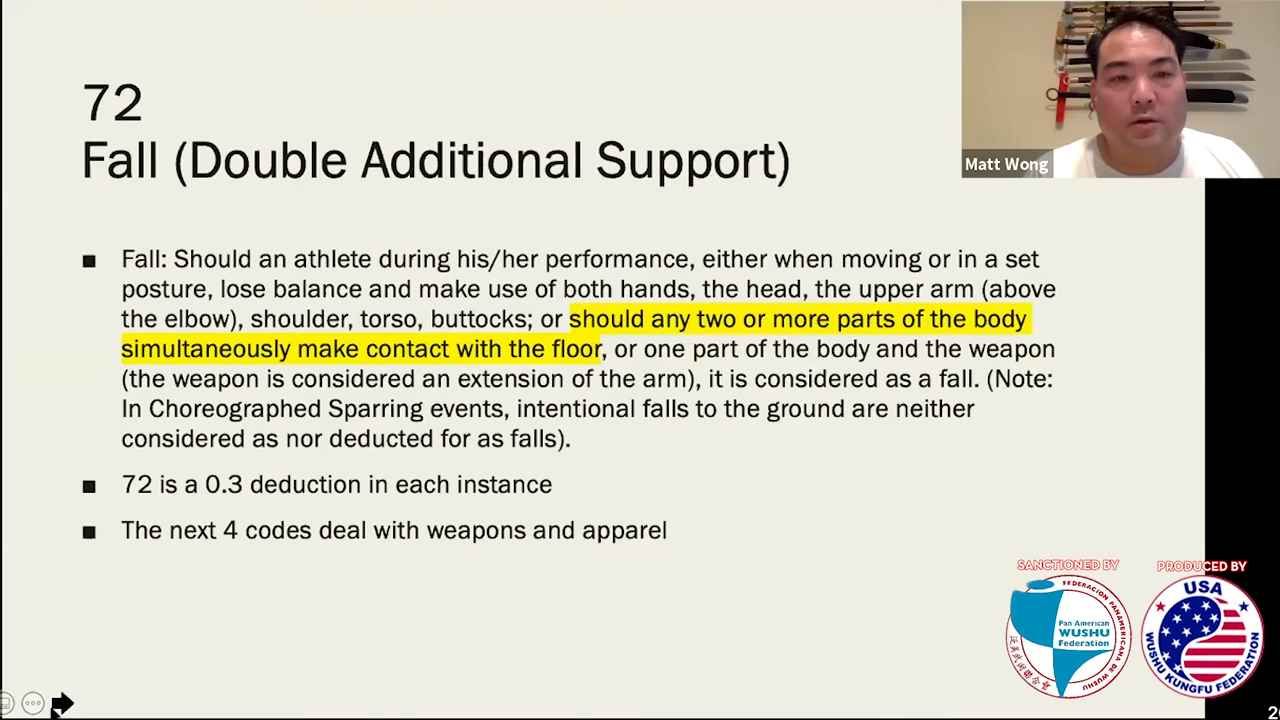 72
Fall (Double Additional Support)
Matt Wong
■ Fall: Should an athlete during his/her performance, either when moving or in a set
posture, lose balance and make use of both hands, the head, the upper arm (above
the elbow), shoulder, torso, buttocks; or should any two or more parts of the body
simultaneously make contact with the floor, or one part of the body and the weapon
(the weapon is considered an extension of the arm), it is considered as a fall. (Note:
In Choreographed Sparring events, intentional falls to the ground are neither
considered as nor deducted for as falls).
■ 72 is a 0.3 deduction in each instance
■ The next 4 codes deal with weapons and apparel
SANCTIONED BY
FEDERACION PANAMERICANA DE WUSHU
Pan American
WUSHU
Federation
PRODUCED BY
USA
WUSHU KUNGFU FEDERATION